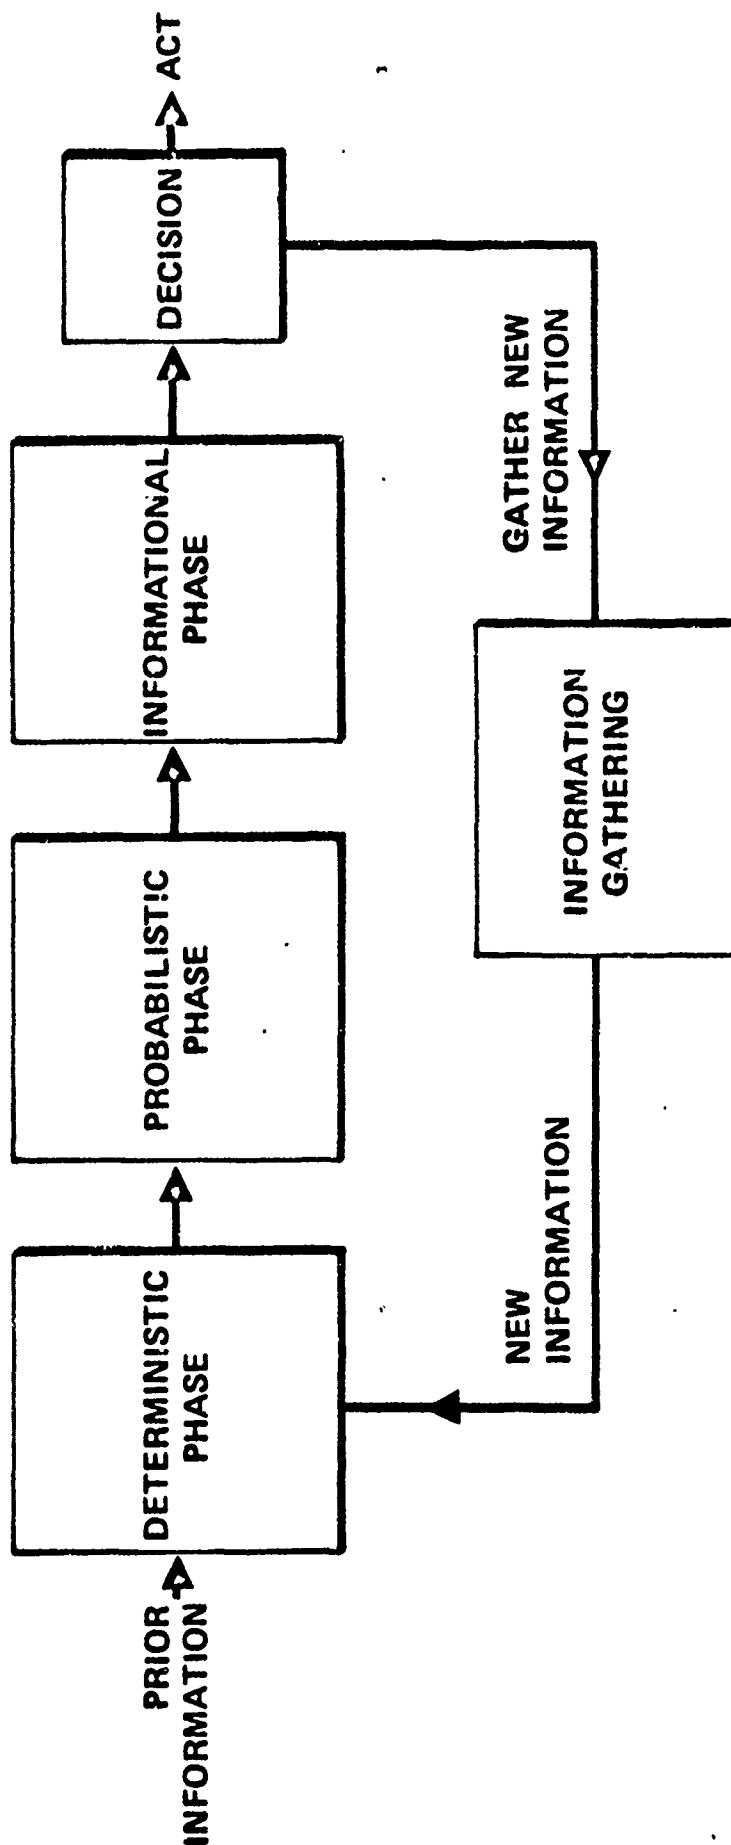 PRIOR
INFORMATION
DETERMINISTIC
PHASE
PROBABILISTIC
PHASE
INFORMATIONAL
PHASE
DECISION
ACT
NEW
INFORMATION
INFORMATION
GATHERING
GATHER NEW
INFORMATION